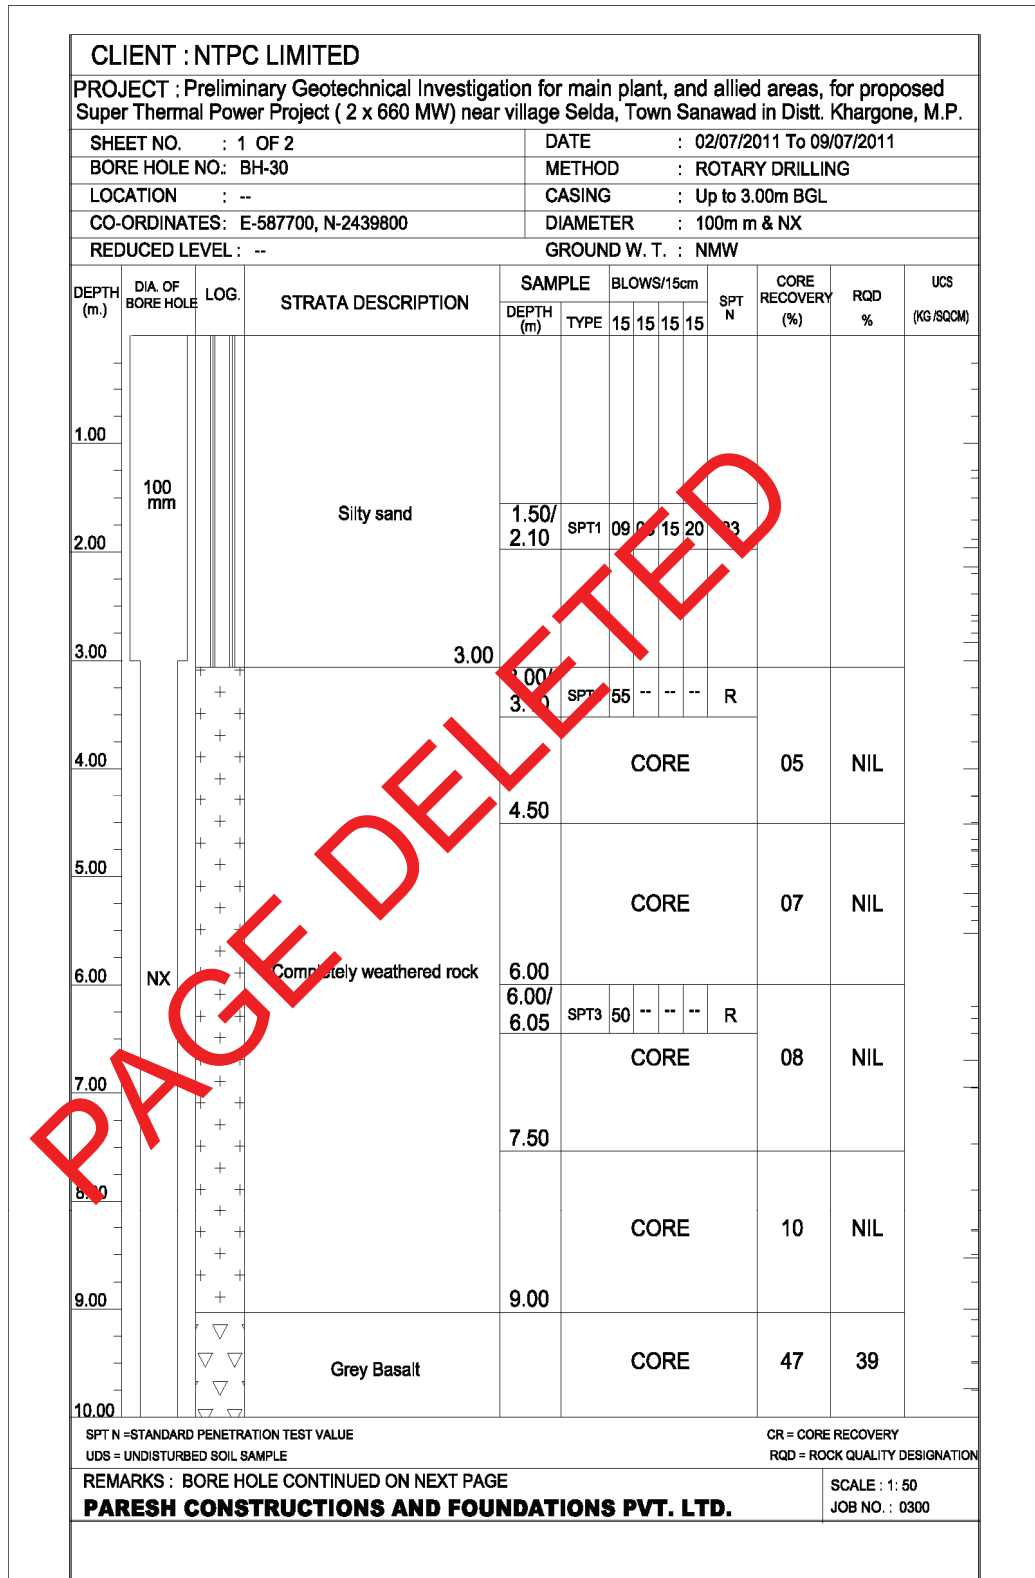 CLIENT : NTPC LIMITED
PROJECT : Preliminary Geotechnical Investigation for main plant, and allied areas, for proposed
Super Thermal Power Project ( 2 x 660 MW) near village Selda, Town Sanawad in Distt. Khargone, M.P.
SHEET NO. : 1 OF 2 DATE : 02/07/2011 To 09/07/2011
BORE HOLE NO.: BH-30 METHOD : ROTARY DRILLING
LOCATION : -- CASING : Up to 3.00m BGL
CO-ORDINATES: E-587700, N-2439800 DIAMETER : 100m m & NX
REDUCED LEVEL : -- GROUND W. T. : NMW
DEPTH (m.) DIA. OF BORE HOLE LOG. STRATA DESCRIPTION SAMPLE DEPTH (m) TYPE BLOWS/15cm 15 15 15 15 SPT N CORE RECOVERY (%) RQD % UCS (KG /SQCM)
1.00
100 mm
Silty sand
1.50/ 2.10 SPT1 09 15 20
2.00
3.00
3.00
55 -- -- -- R
4.00
CORE 05 NIL
4.50
5.00
CORE 07 NIL
6.00
NX
Completely weathered rock
6.00
6.00/ 6.05 SPT3 50 -- -- -- R
CORE 08 NIL
7.00
7.50
8.00
CORE 10 NIL
9.00
9.00
Grey Basalt
CORE 47 39
10.00
PAGE DELETED
SPT N =STANDARD PENETRATION TEST VALUE CR = CORE RECOVERY
UDS = UNDISTURBED SOIL SAMPLE RQD = ROCK QUALITY DESIGNATION
REMARKS : BORE HOLE CONTINUED ON NEXT PAGE SCALE : 1: 50
PARESH CONSTRUCTIONS AND FOUNDATIONS PVT. LTD. JOB NO. : 0300